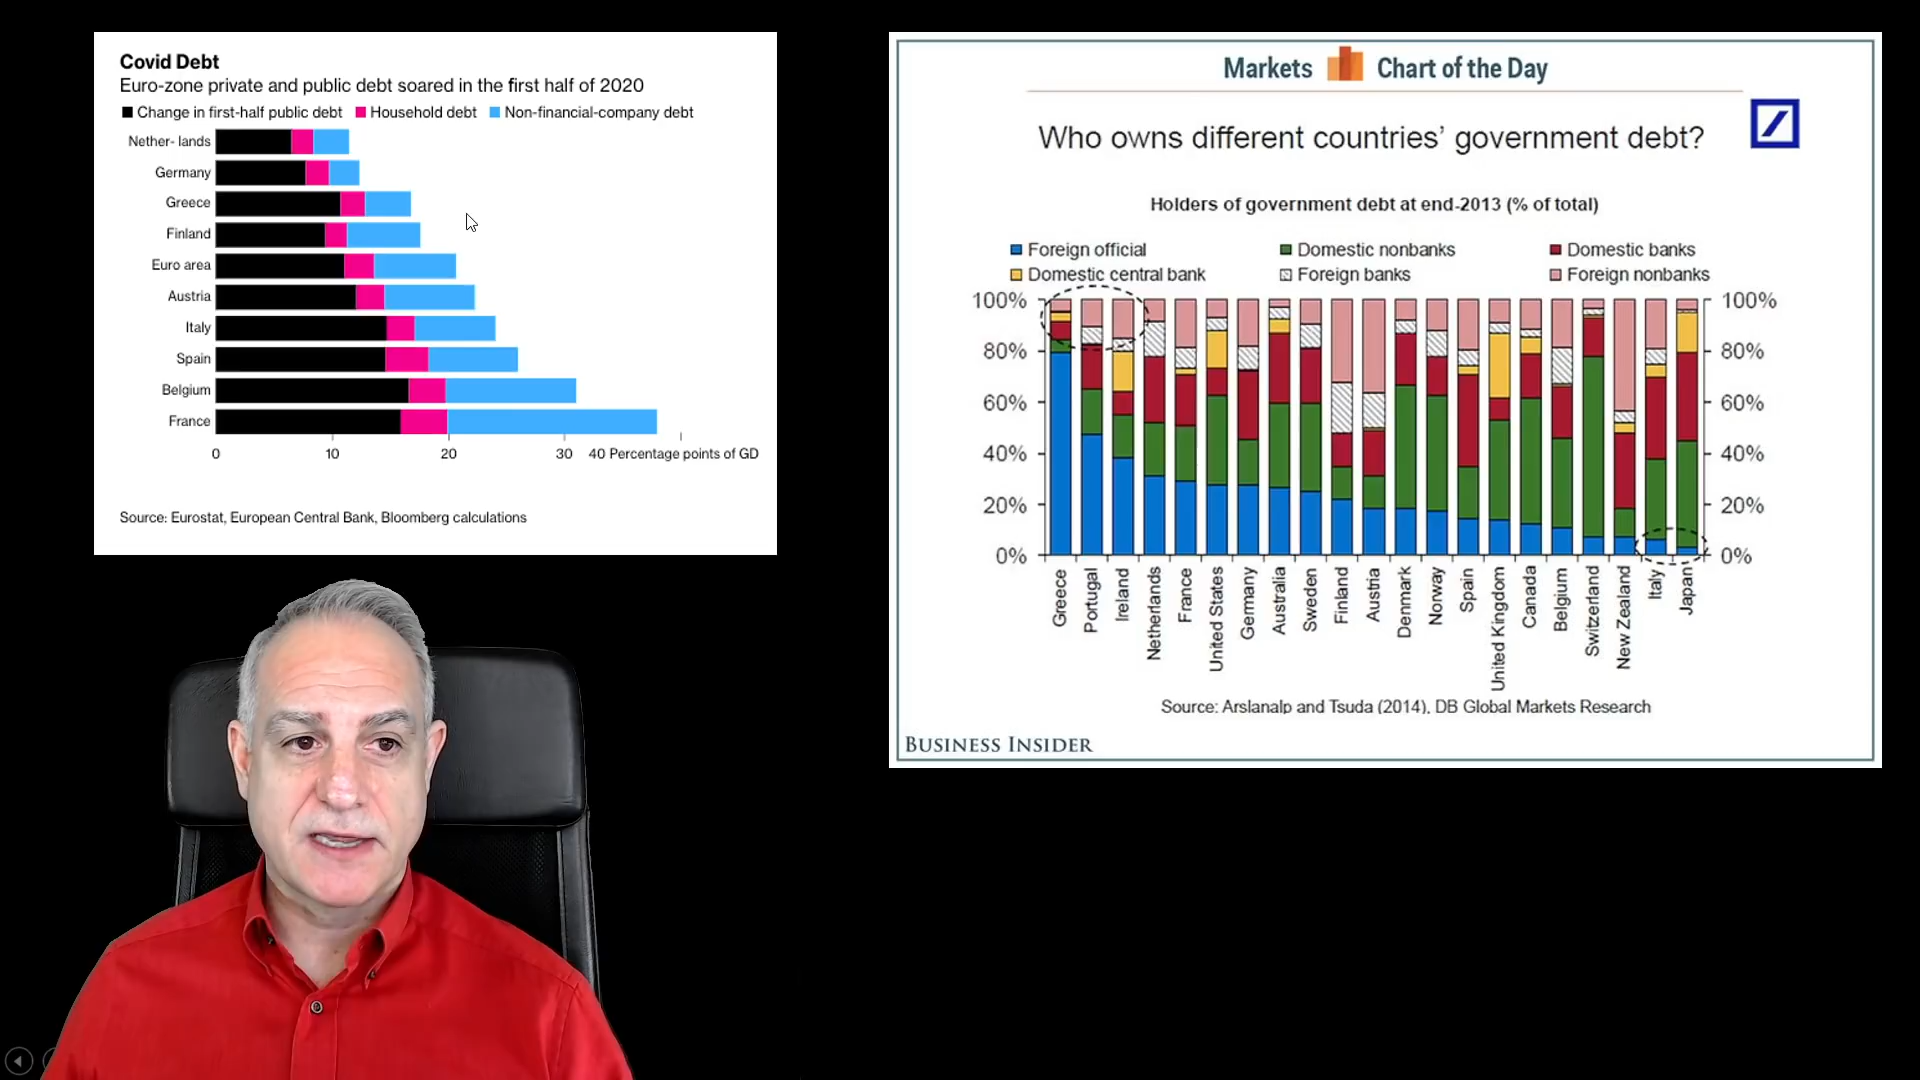 Covid Debt
Euro-zone private and public debt soared in the first half of 2020
Change in first-half public debt Household debt Non-financial-company debt
Nether- lands
Germany
Greece
Finland
Euro area
Austria
Italy
Spain
Belgium
France
0 10 20 30 40 Percentage points of GD
Source: Eurostat, European Central Bank, Bloomberg calculations
Markets Chart of the Day
Who owns different countries' government debt?
Holders of government debt at end-2013 (% of total)
Foreign official Domestic nonbanks Domestic banks
Domestic central bank Foreign banks Foreign nonbanks
100% 100%
80% 80%
60% 60%
40% 40%
20% 20%
0% 0%
Greece
Portugal
Ireland
Netherlands
France
United States
Germany
Australia
Sweden
Finland
Austria
Denmark
Norway
Spain
United Kingdom
Canada
Belgium
Switzerland
New Zealand
Italy
Japan
Source: Arslanalp and Tsuda (2014), DB Global Markets Research
BUSINESS INSIDER